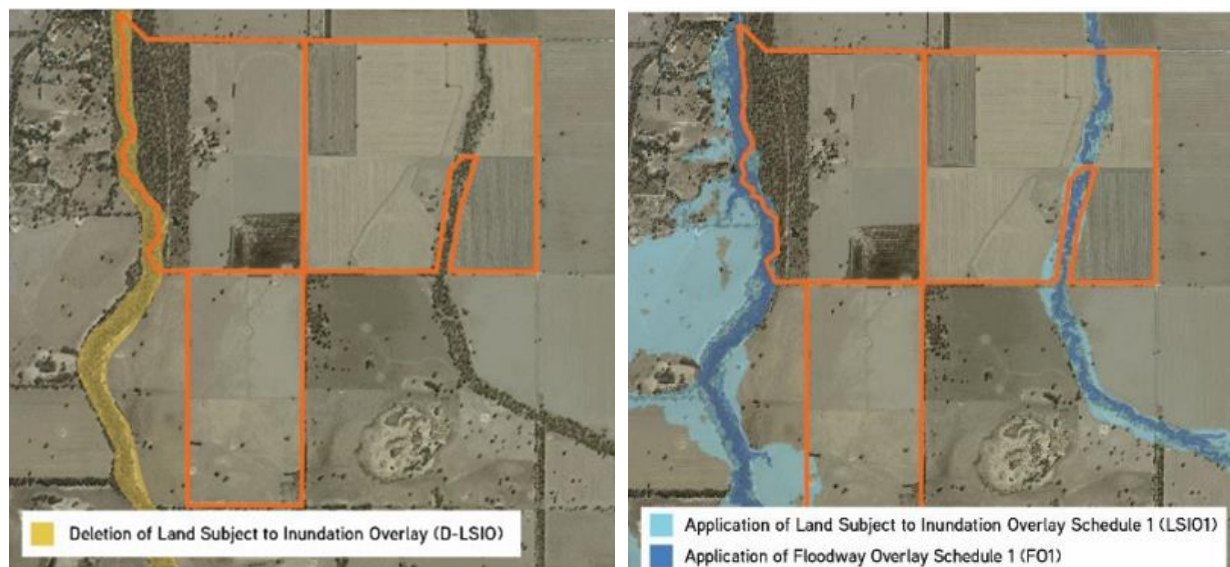 Deletion of Land Subject to Inundation Overlay (D-LSIO)
Application of Land Subject to Inundation Overlay Schedule 1 (LSIO1)
Application of Floodway Overlay Schedule 1 (FO1)